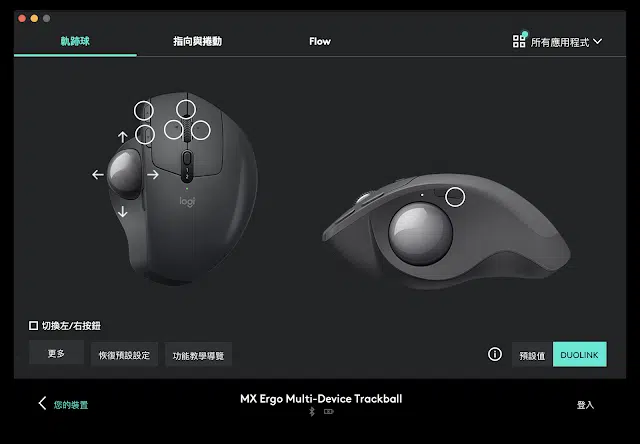 軌跡球
指向與捲動
Flow
所有應用程式
1
2
logi
切換左/右按鈕
更多
恢復預設設定
功能教學導覽
預設值
DUOLINK
您的裝置
MX Ergo Multi-Device Trackball
登入